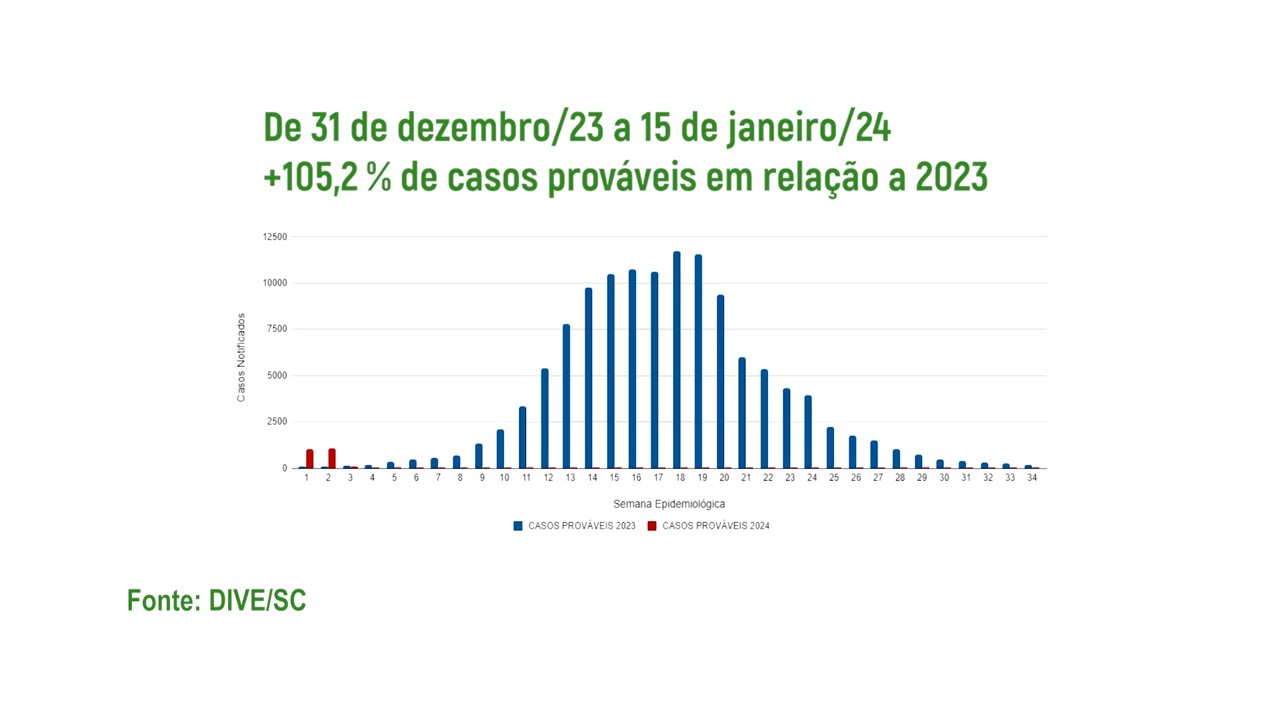 De 31 de dezembro/23 a 15 de janeiro/24
+105,2 % de casos prováveis em relação a 2023
12500
10000
7500
5000
2500
0
Casos Notificados
1 2 3 4 5 6 7 8 9 10 11 12 13 14 15 16 17 18 19 20 21 22 23 24 25 26 27 28 29 30 31 32 33 34
Semana Epidemiológica
CASOS PROVÁVEIS 2023 CASOS PROVÁVEIS 2024
Fonte: DIVE/SC